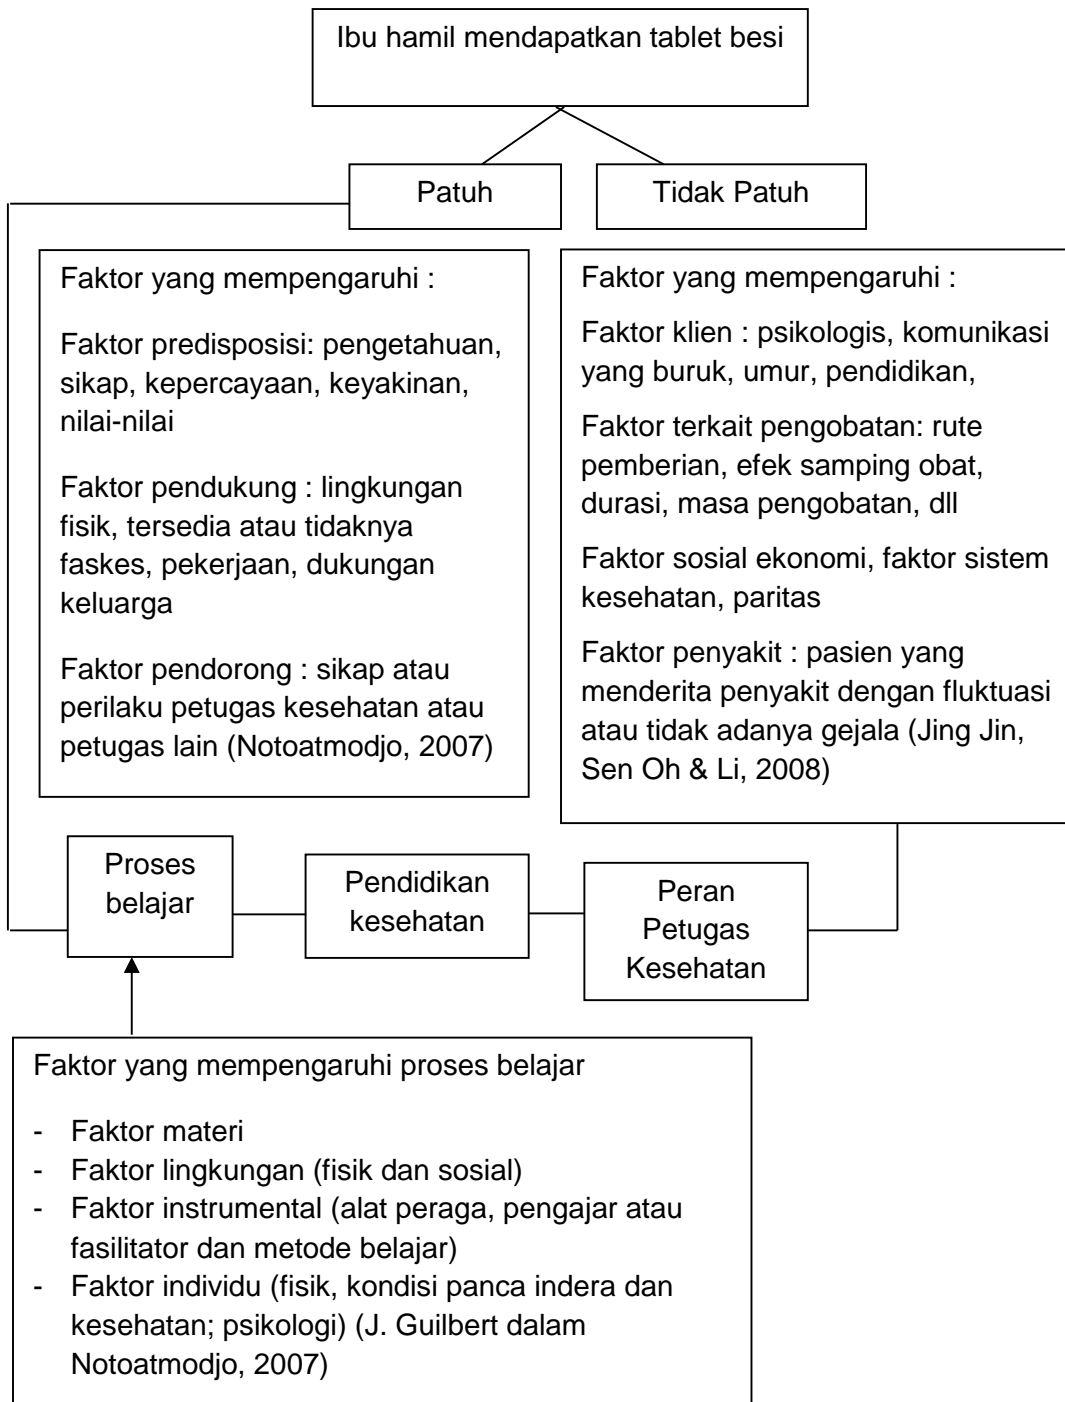 Ibu hamil mendapatkan tablet besi
Patuh
Tidak Patuh
Faktor yang mempengaruhi :
Faktor predisposisi: pengetahuan,
sikap, kepercayaan, keyakinan,
nilai-nilai
Faktor pendukung : lingkungan
fisik, tersedia atau tidaknya
faskes, pekerjaan, dukungan
keluarga
Faktor pendorong : sikap atau
perilaku petugas kesehatan atau
petugas lain (Notoatmodjo, 2007)
Faktor yang mempengaruhi :
Faktor klien : psikologis, komunikasi
yang buruk, umur, pendidikan,
Faktor terkait pengobatan: rute
pemberian, efek samping obat,
durasi, masa pengobatan, dll
Faktor sosial ekonomi, faktor sistem
kesehatan, paritas
Faktor penyakit : pasien yang
menderita penyakit dengan fluktuasi
atau tidak adanya gejala (Jing Jin,
Sen Oh & Li, 2008)
Proses
belajar
Pendidikan
kesehatan
Peran
Petugas
Kesehatan
Faktor yang mempengaruhi proses belajar
- Faktor materi
- Faktor lingkungan (fisik dan sosial)
- Faktor instrumental (alat peraga, pengajar atau
fasilitator dan metode belajar)
- Faktor individu (fisik, kondisi panca indera dan
kesehatan; psikologi) (J. Guilbert dalam
Notoatmodjo, 2007)